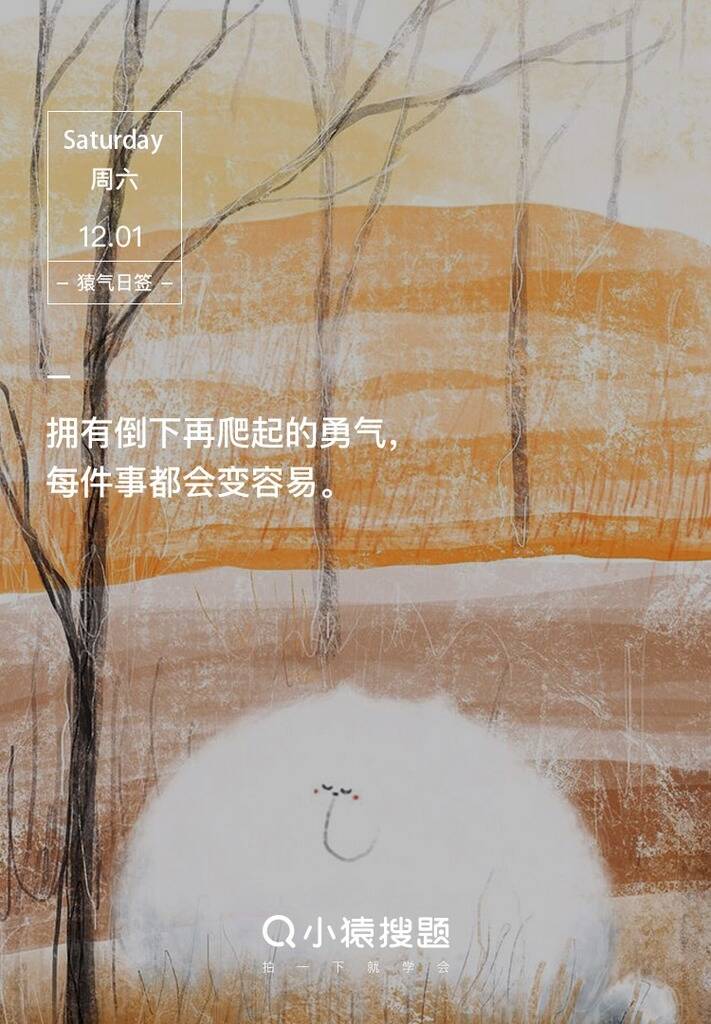 Saturday
周六
12.01
– 猿气日签 –
拥有倒下再爬起的勇气，
每件事都会变容易。
小猿搜题
拍一下就学会